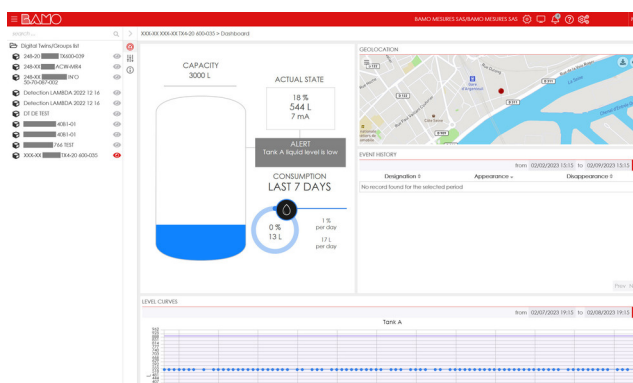 BAMO
BAMO MESURES SAS/BAMO MESURES SAS
SEARCH...
XXX-XX XXX-XX TX4-20 600-035 > Dashboard
Digital Twins/Groups list
248-20 TX600-039
248-XX ACW-MR4
248-XX INFO
50-70-087-002
Detection LAMBDA 2022 12 16
Detection LAMBDA 2022 12 16
DT DE TEST
40B1-01
40B1-01
766 TEST
XXX-XX TX4-20 600-035
CAPACITY
3000 L
ACTUAL STATE
18 %
544 L
7 mA
ALERT
Tank A liquid level is low
CONSUMPTION
LAST 7 DAYS
0 %
13 L
1 %
per day
17 L
per day
GEOLOCATION
EVENT HISTORY
from 02/02/2023 15:15 to 02/09/2023 15:15
Designation
Appearance
Disappearance
No record found for the selected period
Prev
LEVEL CURVES
from 02/07/2023 19:15 to 02/08/2023 19:15
Tank A